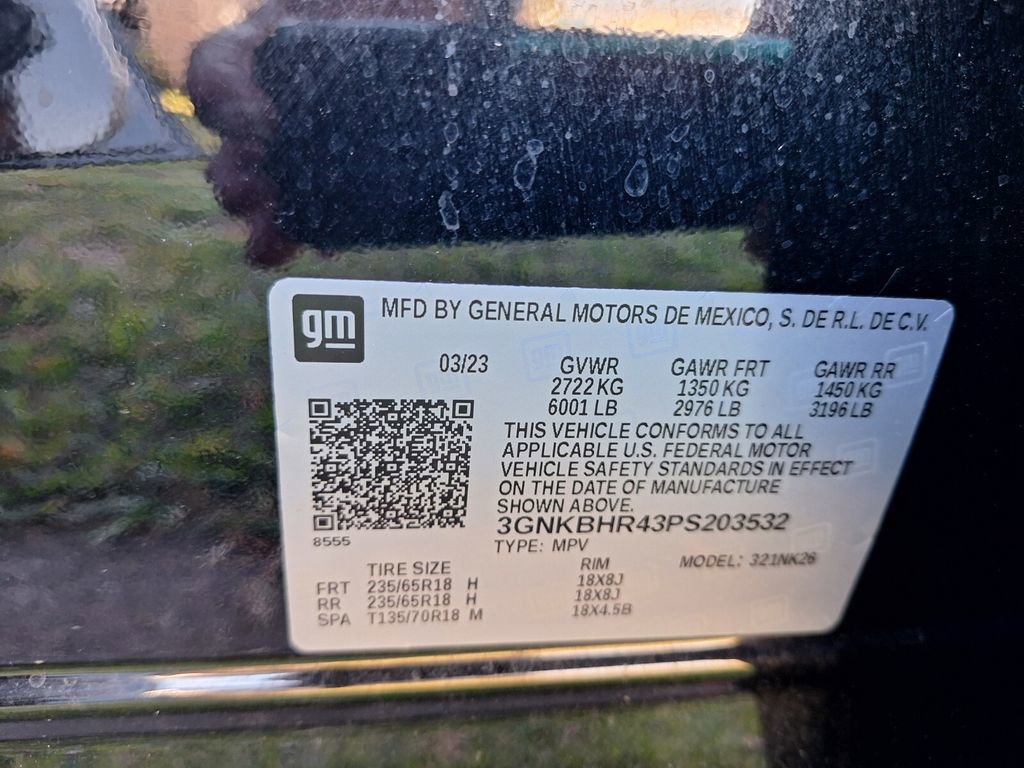 gm
MFD BY GENERAL MOTORS DE MEXICO, S. DE R.L. DE C.V.
03/23 GVWR GAWR FRT GAWR RR
2722 KG 1350 KG 1450 KG
6001 LB 2976 LB 3196 LB
THIS VEHICLE CONFORMS TO ALL
APPLICABLE U.S. FEDERAL MOTOR
VEHICLE SAFETY STANDARDS IN EFFECT
ON THE DATE OF MANUFACTURE
SHOWN ABOVE.
3GNKBHR43PS203532
8555
TYPE: MPV MODEL: 321NK26
TIRE SIZE RIM
FRT 235/65R18 H 18X8J
RR 235/65R18 H 18X8J
SPA T135/70R18 M 18X4.5B